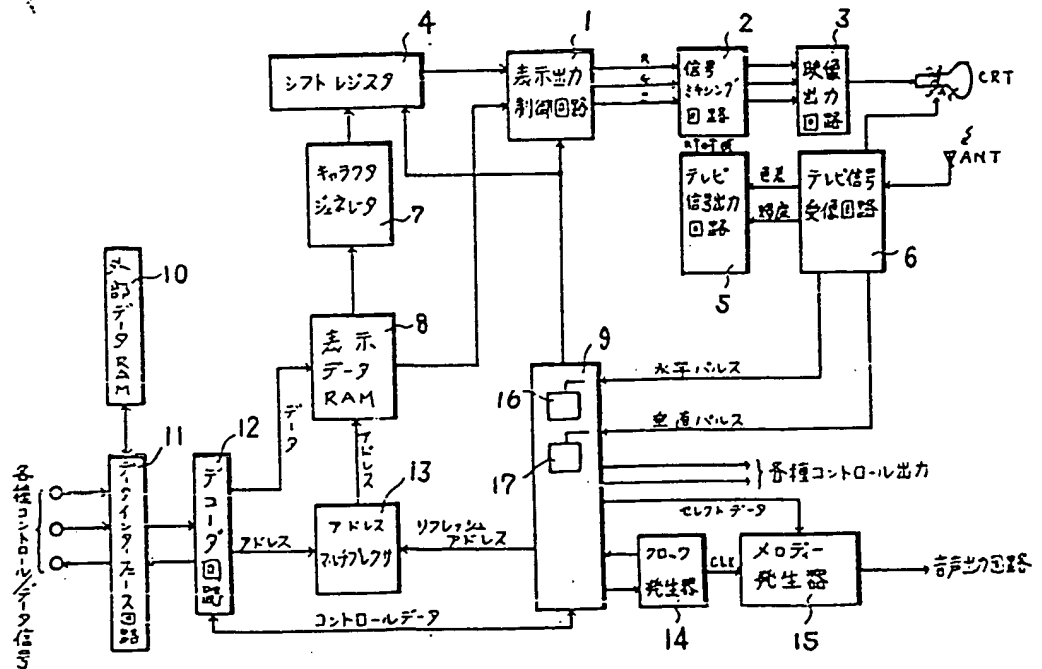 4
シフトレジスタ
1
表示出力
制御回路
R
G
2
信号
ミキシング
回路
3
映像
出力
回路
CRT
ANT
キャラクタ
ジェネレータ
7
テレビ
信号出力
回路
5
色差
輝度
テレビ信号
受像回路
6
外部データRAM
10
表示
データ
RAM
8
9
16
17
水平パルス
垂直パルス
各種コントロール出力
セレクトデータ
データ
アドレス
各種コントロール/データ信号
11
データインターフェース回路
12
デコーダ回路
アドレス
13
アドレス
マルチプレクサ
リフレッシュ
アドレス
コントロールデータ
クロック
発生器
14
CLK
メロディー
発生器
15
音声出力回路